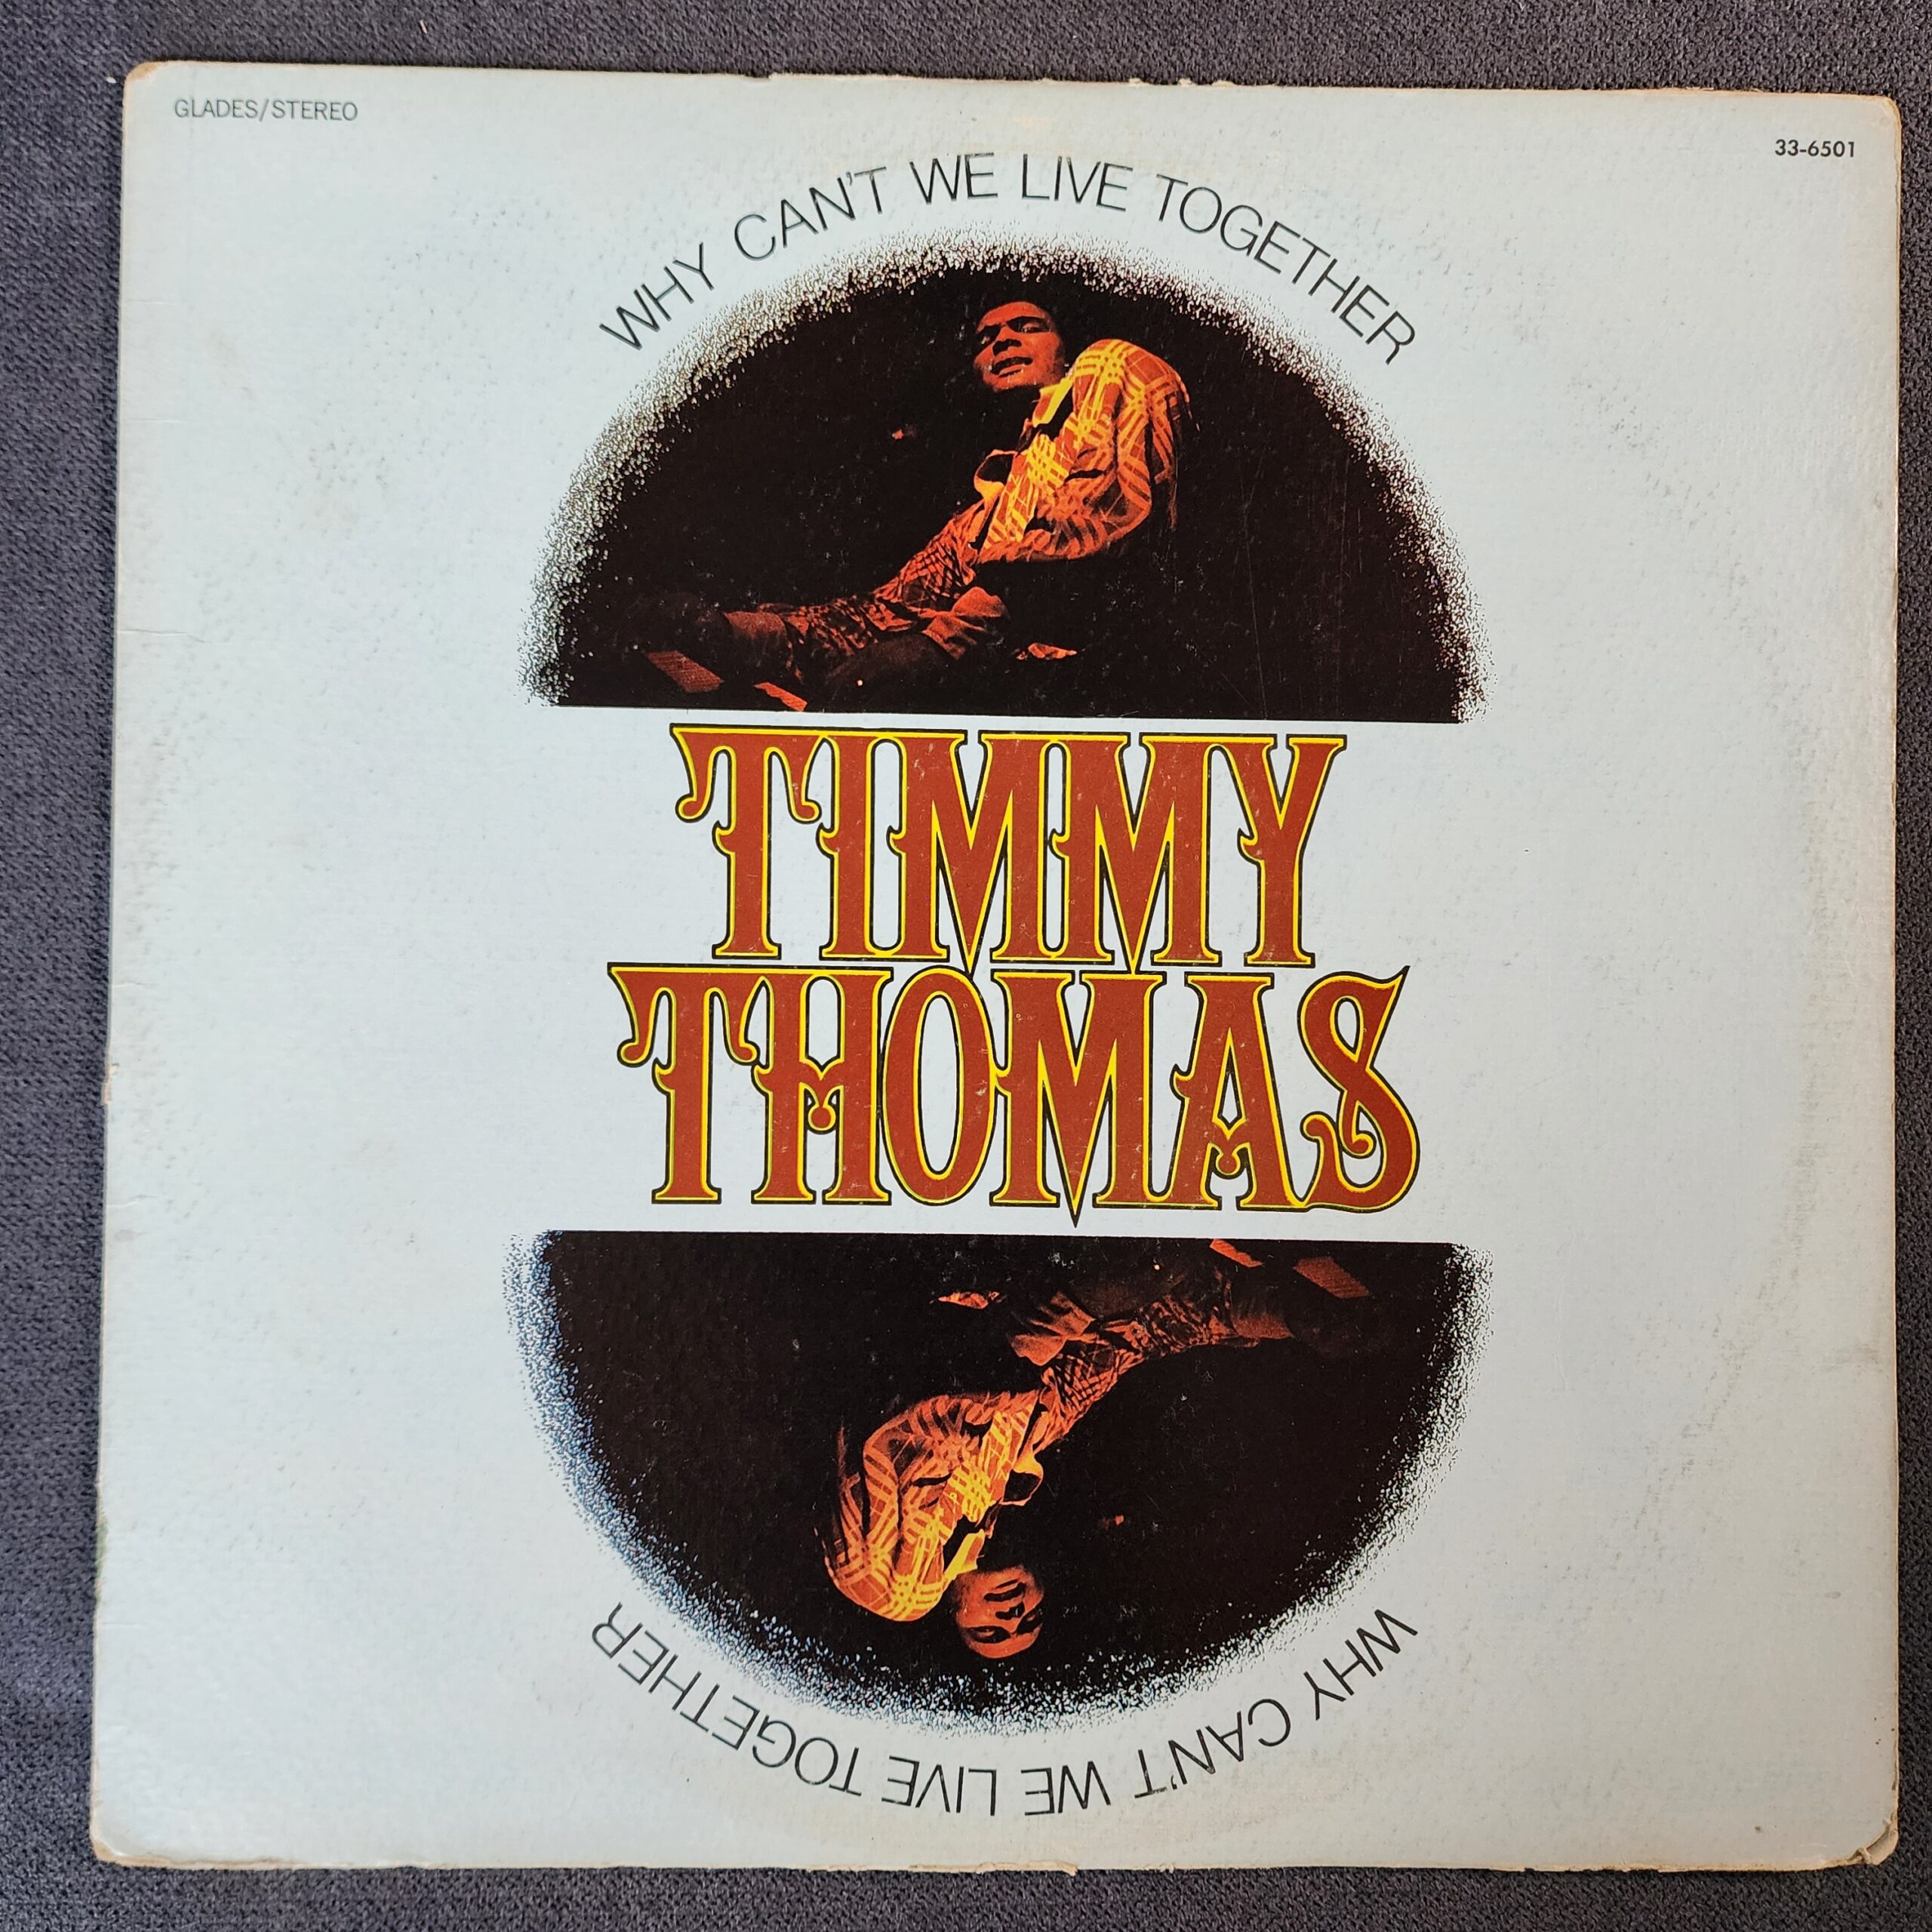 GLADES/STEREO
33-6501
WHY CAN'T WE LIVE TOGETHER
TIMMY
THOMAS
WHY CAN'T WE LIVE TOGETHER